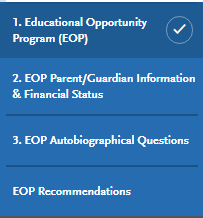 1. Educational Opportunity
Program (EOP)
2. EOP Parent/Guardian Information
& Financial Status
3. EOP Autobiographical Questions
EOP Recommendations